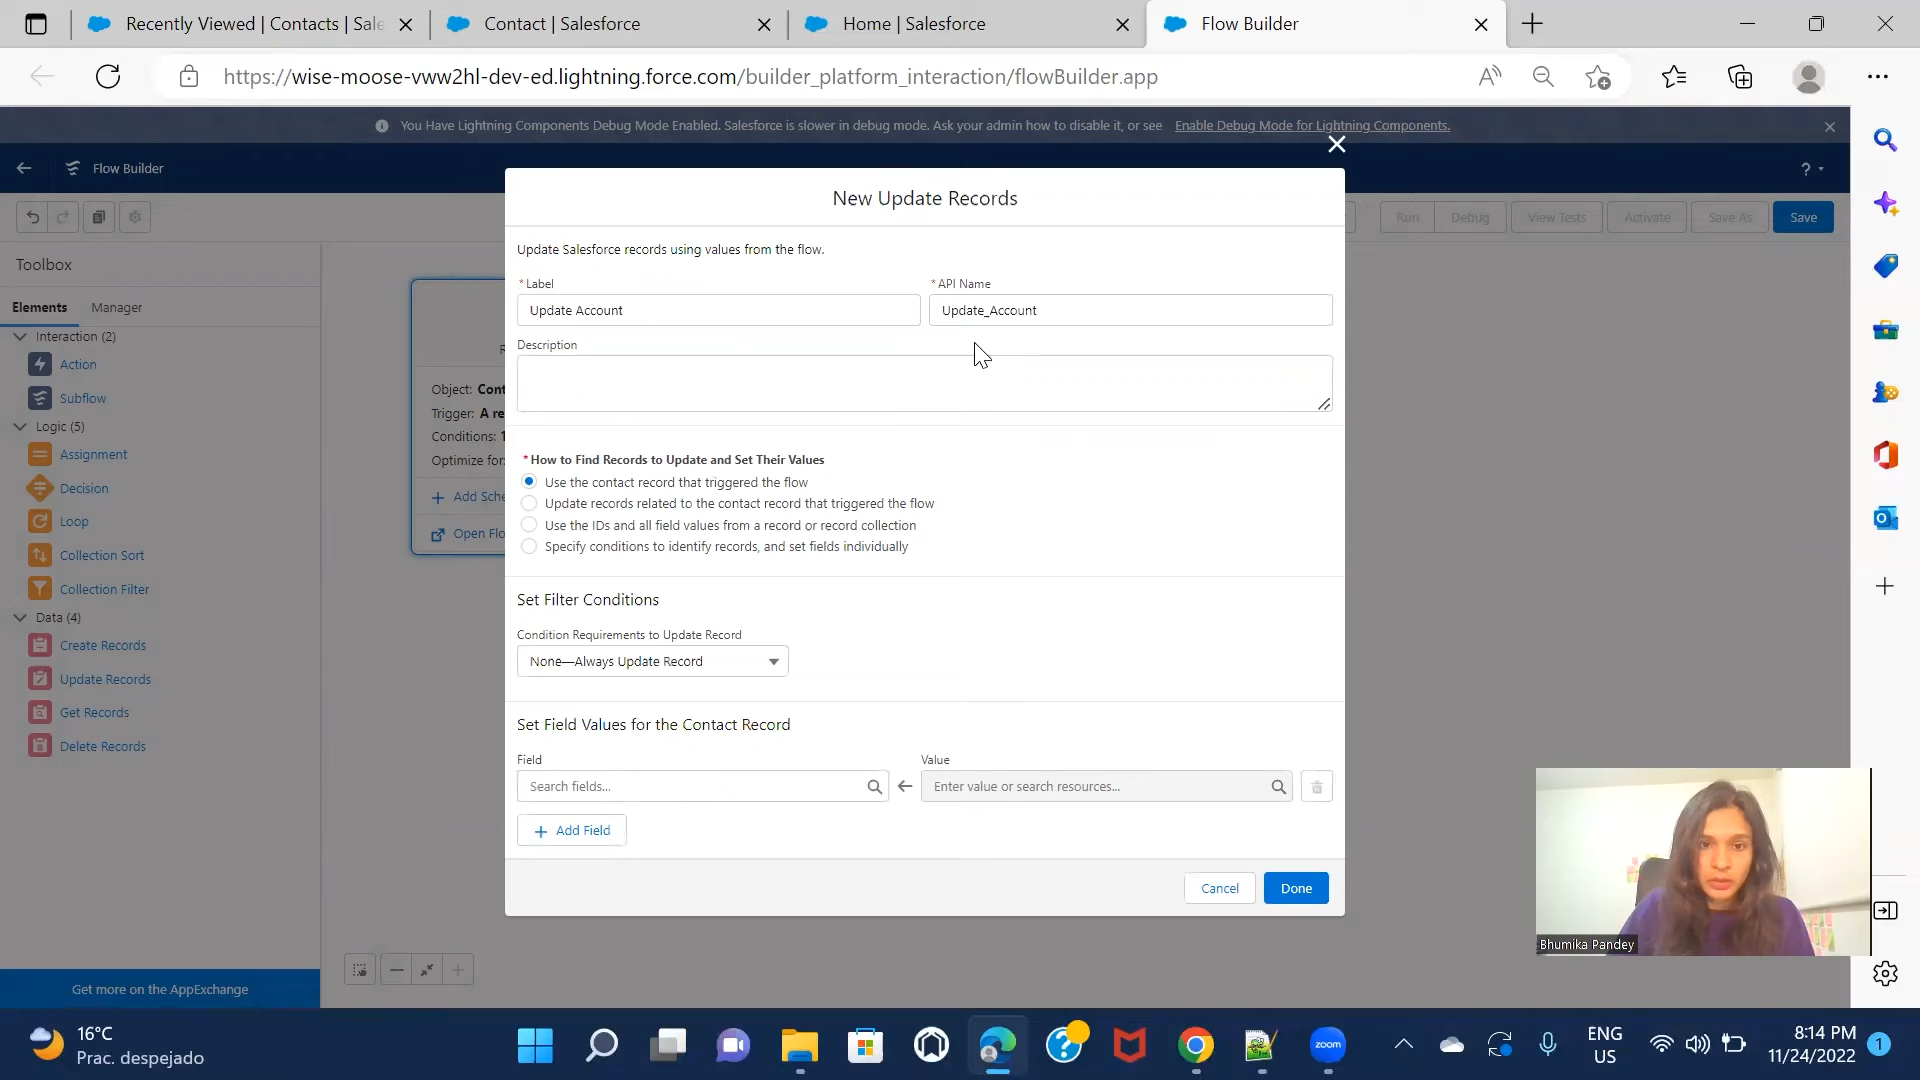 Recently Viewed | Contacts | Sale
Contact | Salesforce
Home | Salesforce
Flow Builder
https://wise-moose-vww2hl-dev-ed.lightning.force.com/builder_platform_interaction/flowBuilder.app
You Have Lightning Components Debug Mode Enabled. Salesforce is slower in debug mode. Ask your admin how to disable it, or see Enable Debug Mode for Lightning Components.
Flow Builder
?
Run
Debug
View Tests
Activate
Save As
Save
Toolbox
Elements
Manager
Interaction (2)
Action
Subflow
Logic (5)
Assignment
Decision
Loop
Collection Sort
Collection Filter
Data (4)
Create Records
Update Records
Get Records
Delete Records
Get more on the AppExchange
Object: Cont
Trigger: A re
Conditions: 1
Optimize for:
Add Sche
Open Flo
New Update Records
Update Salesforce records using values from the flow.
* Label
* API Name
Update Account
Update_Account
Description
* How to Find Records to Update and Set Their Values
Use the contact record that triggered the flow
Update records related to the contact record that triggered the flow
Use the IDs and all field values from a record or record collection
Specify conditions to identify records, and set fields individually
Set Filter Conditions
Condition Requirements to Update Record
None—Always Update Record
Set Field Values for the Contact Record
Field
Value
Search fields...
Enter value or search resources...
Add Field
Cancel
Done
Bhumika Pandey
16°C
Prac. despejado
zoom
ENG
US
8:14 PM
11/24/2022
1